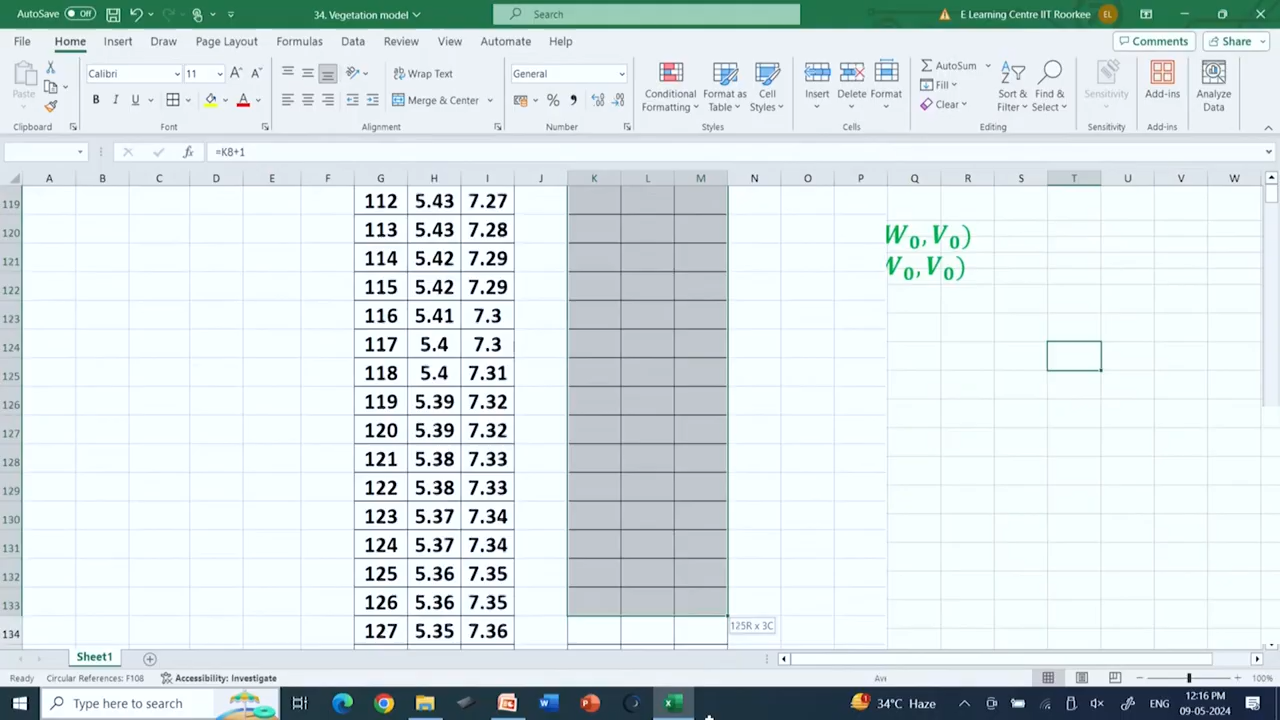 AutoSave Off 34. Vegetation model Search E Learning Centre IIT Roorkee EL
File Home Insert Draw Page Layout Formulas Data Review View Automate Help Comments Share
Paste Calibri 11 A A Wrap Text General Conditional Formatting Format as Table Cell Styles Insert Delete Format AutoSum Fill Clear Sort & Filter Find & Select Sensitivity Add-ins Analyze Data
B I U A Merge & Center % 9
Clipboard Font Alignment Number Styles Cells Editing Sensitivity Add-ins
fx =K8+1
A B C D E F G H I J K L M N O P Q R S T U V W
119 112 5.43 7.27
120 113 5.43 7.28 W₀, V₀)
121 114 5.42 7.29 W₀, V₀)
122 115 5.42 7.29
123 116 5.41 7.3
124 117 5.4 7.3
125 118 5.4 7.31
126 119 5.39 7.32
127 120 5.39 7.32
128 121 5.38 7.33
129 122 5.38 7.33
130 123 5.37 7.34
131 124 5.37 7.34
132 125 5.36 7.35
133 126 5.36 7.35
134 127 5.35 7.36
125R x 3C
Sheet1
Ready Circular References: F108 Accessibility: Investigate 100%
Type here to search 34°C Haze ENG 12:16 PM
09-05-2024